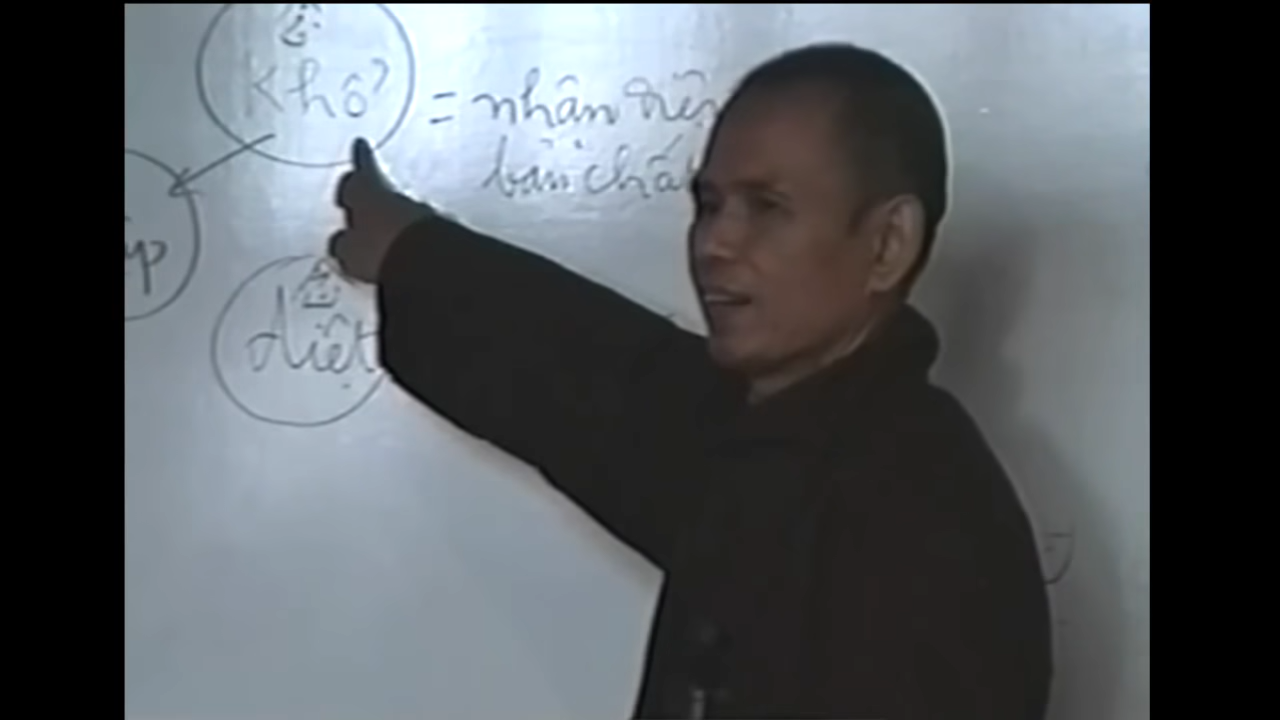 Khổ
= nhận diện
bản chất
diệt